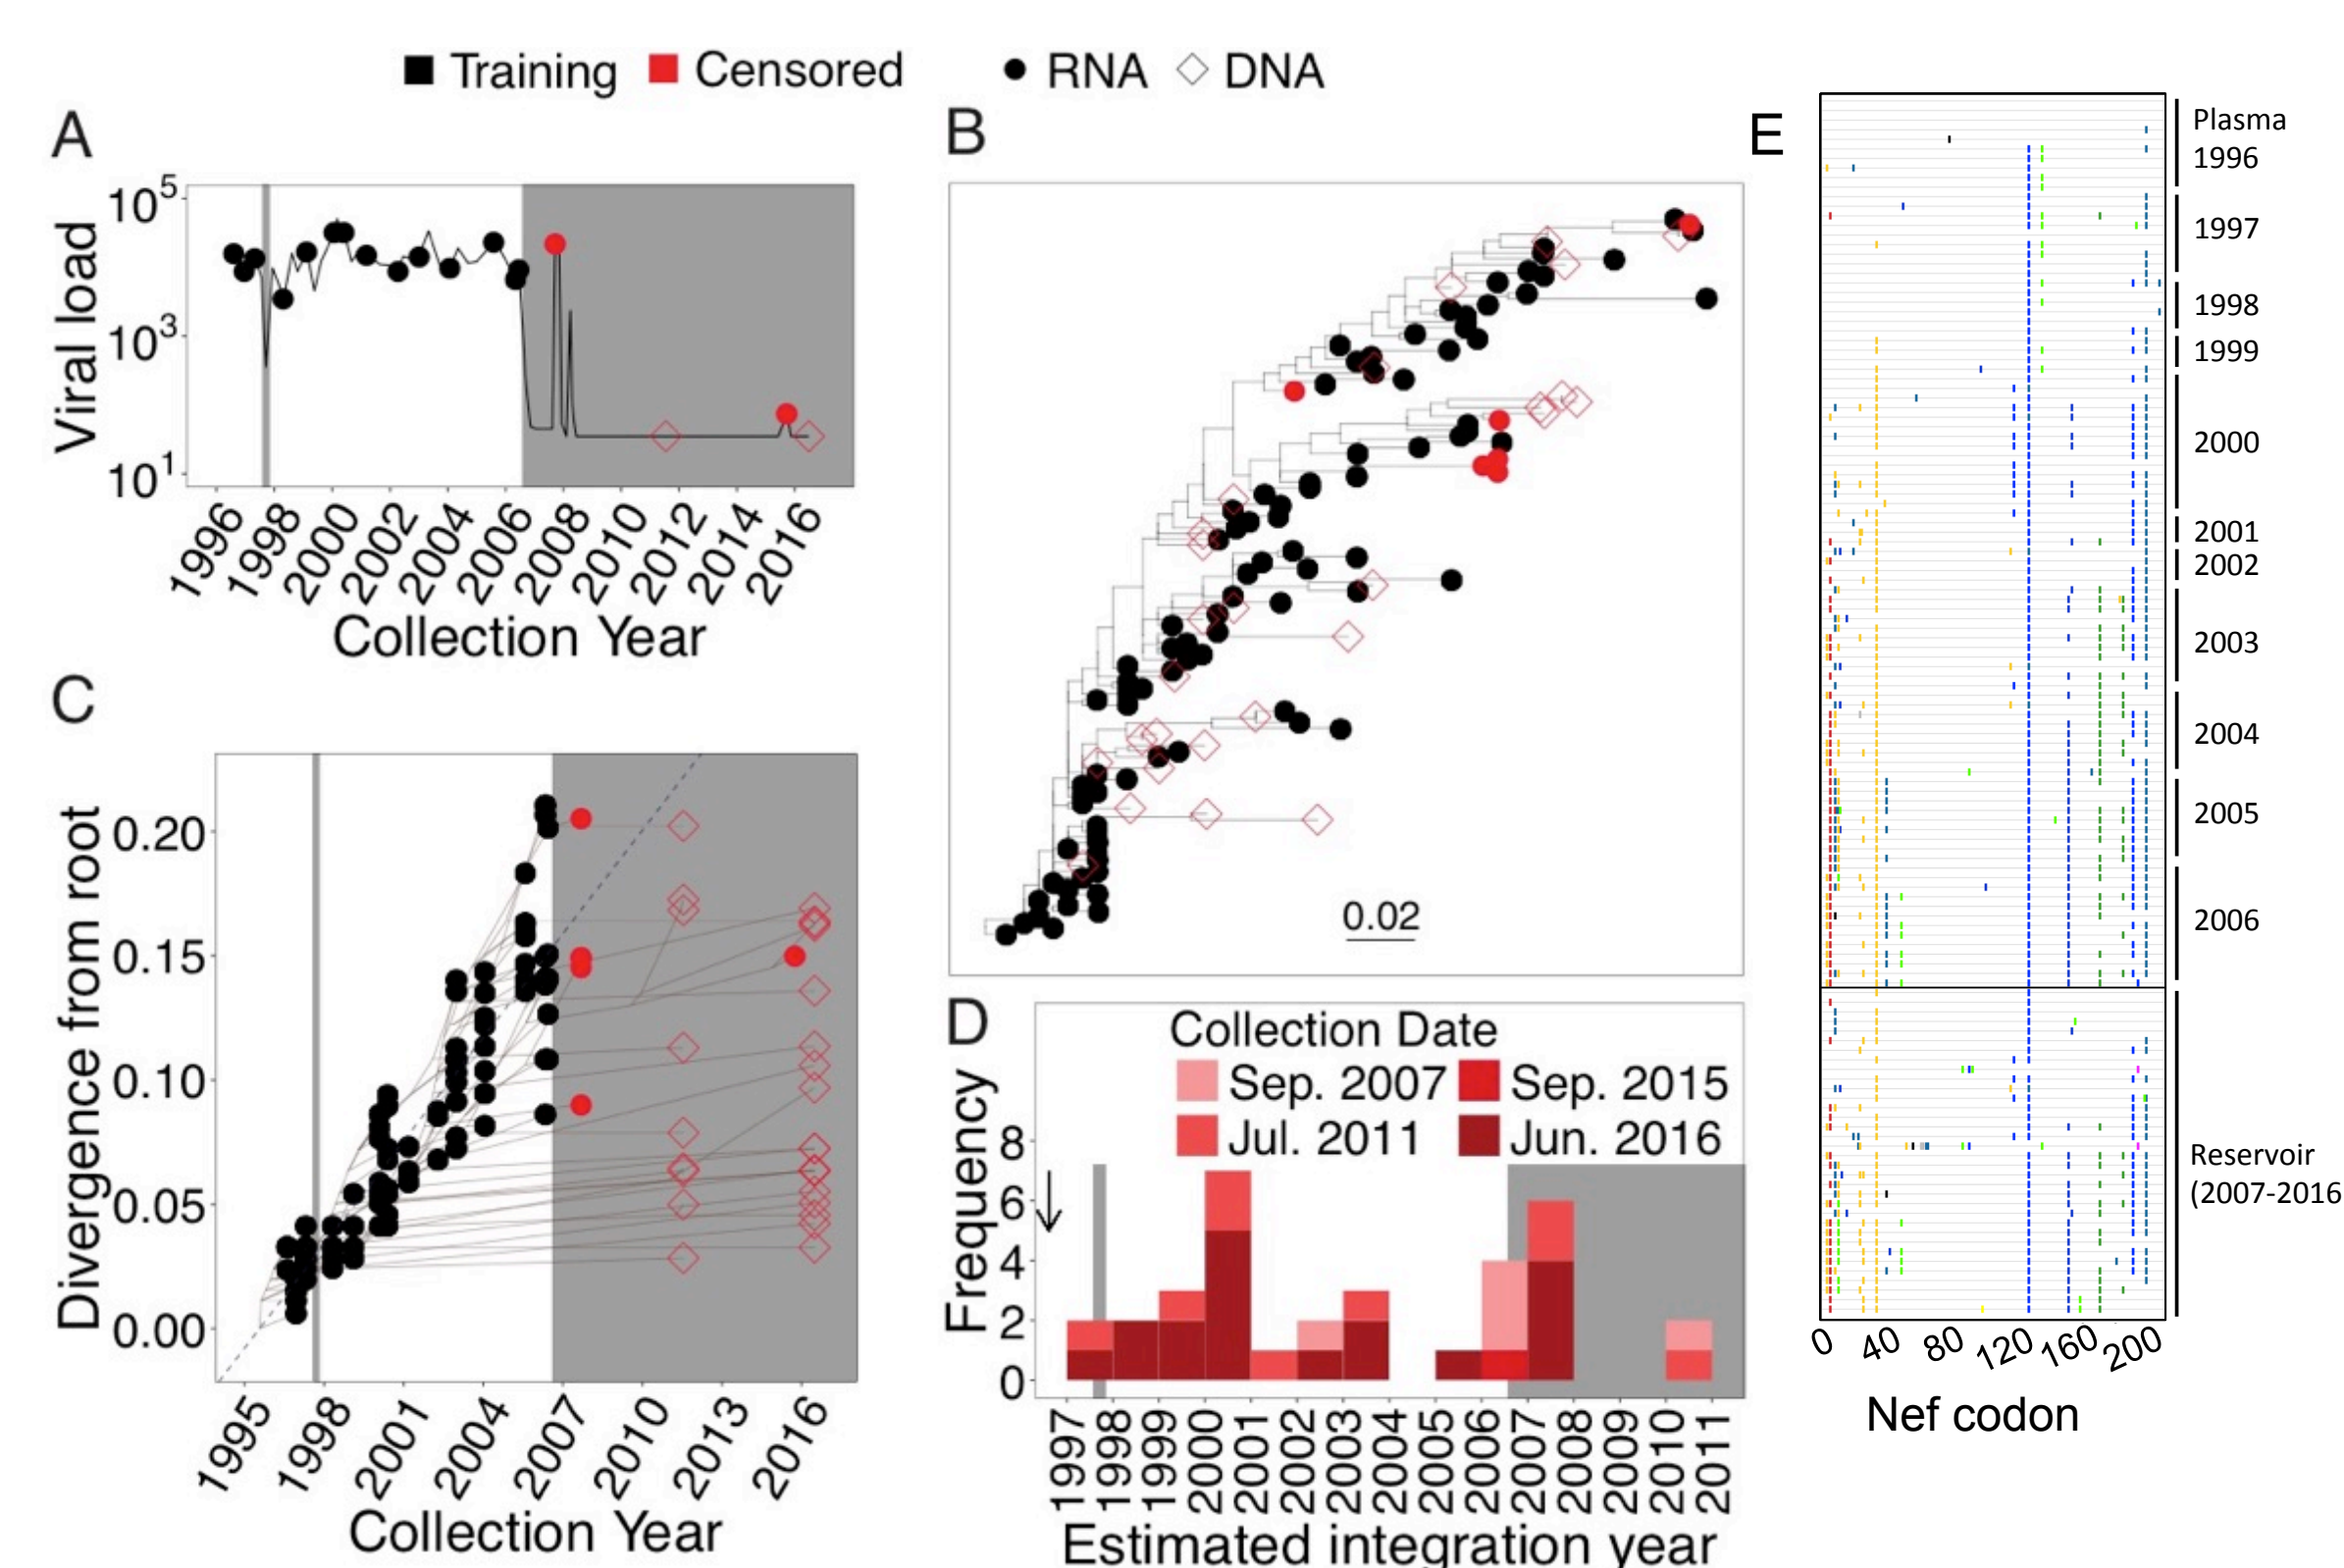 Training Censored RNA DNA
A
Viral load
10^5
10^3
10^1
1996 1998 2000 2002 2004 2006 2008 2010 2012 2014 2016
Collection Year
B
0.02
C
Divergence from root
0.20
0.15
0.10
0.05
0.00
1995 1998 2001 2004 2007 2010 2013 2016
Collection Year
D
Collection Date
Sep. 2007 Sep. 2015
Jul. 2011 Jun. 2016
Frequency
8
6
4
2
0
1997 1998 1999 2000 2001 2002 2003 2004 2005 2006 2007 2008 2009 2010 2011
Estimated integration year
E
Plasma
1996
1997
1998
1999
2000
2001
2002
2003
2004
2005
2006
Reservoir
(2007-2016
0 40 80 120 160 200
Nef codon